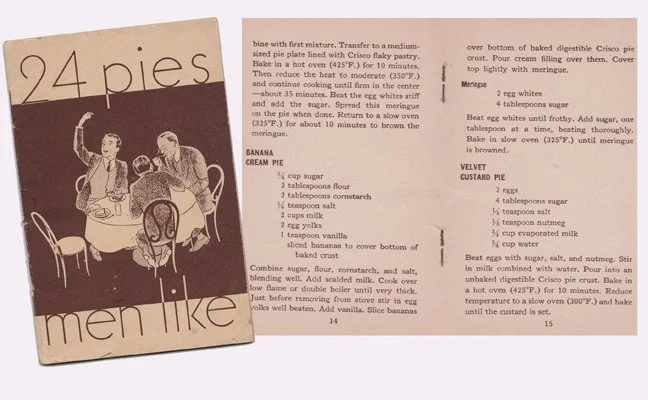 24 pies
men like
bine with first mixture. Transfer to a medium-
sized pie plate lined with Crisco flaky pastry.
Bake in a hot oven (425°F.) for 10 minutes.
Then reduce the heat to moderate (350°F.)
and continue cooking until firm in the center
—about 35 minutes. Beat the egg whites stiff
and add the sugar. Spread this meringue
on the pie when done. Return to a slow oven
(325°F.) for about 10 minutes to brown the
meringue.
BANANA
CREAM PIE
¾ cup sugar
2 tablespoons flour
2 tablespoons cornstarch
teaspoon salt
2 cups milk
2 egg yolks
1 teaspoon vanilla
sliced bananas to cover bottom of
baked crust
Combine sugar, flour, cornstarch, and salt,
blending well. Add scalded milk. Cook over
low flame or double boiler until very thick.
Just before removing from stove stir in egg
yolks well beaten. Add vanilla. Slice bananas
14
over bottom of baked digestible Crisco pie
crust. Pour cream filling over them. Cover
top lightly with meringue.
Meringue
2 egg whites
4 tablespoons sugar
Beat egg whites until frothy. Add sugar, one
tablespoon at a time, beating thoroughly.
Bake in slow oven (325°F.) until meringue
is browned.
VELVET
CUSTARD PIE
2 eggs
4 tablespoons sugar
teaspoon salt
teaspoon nutmeg
¾ cup evaporated milk
¾ cup water
Beat eggs with sugar, salt, and nutmeg. Stir
in milk combined with water. Pour into an
unbaked digestible Crisco pie crust. Bake in
a hot oven (425°F.) for 10 minutes. Reduce
temperature to a slow oven (300°F.) and bake
until the custard is set.
15